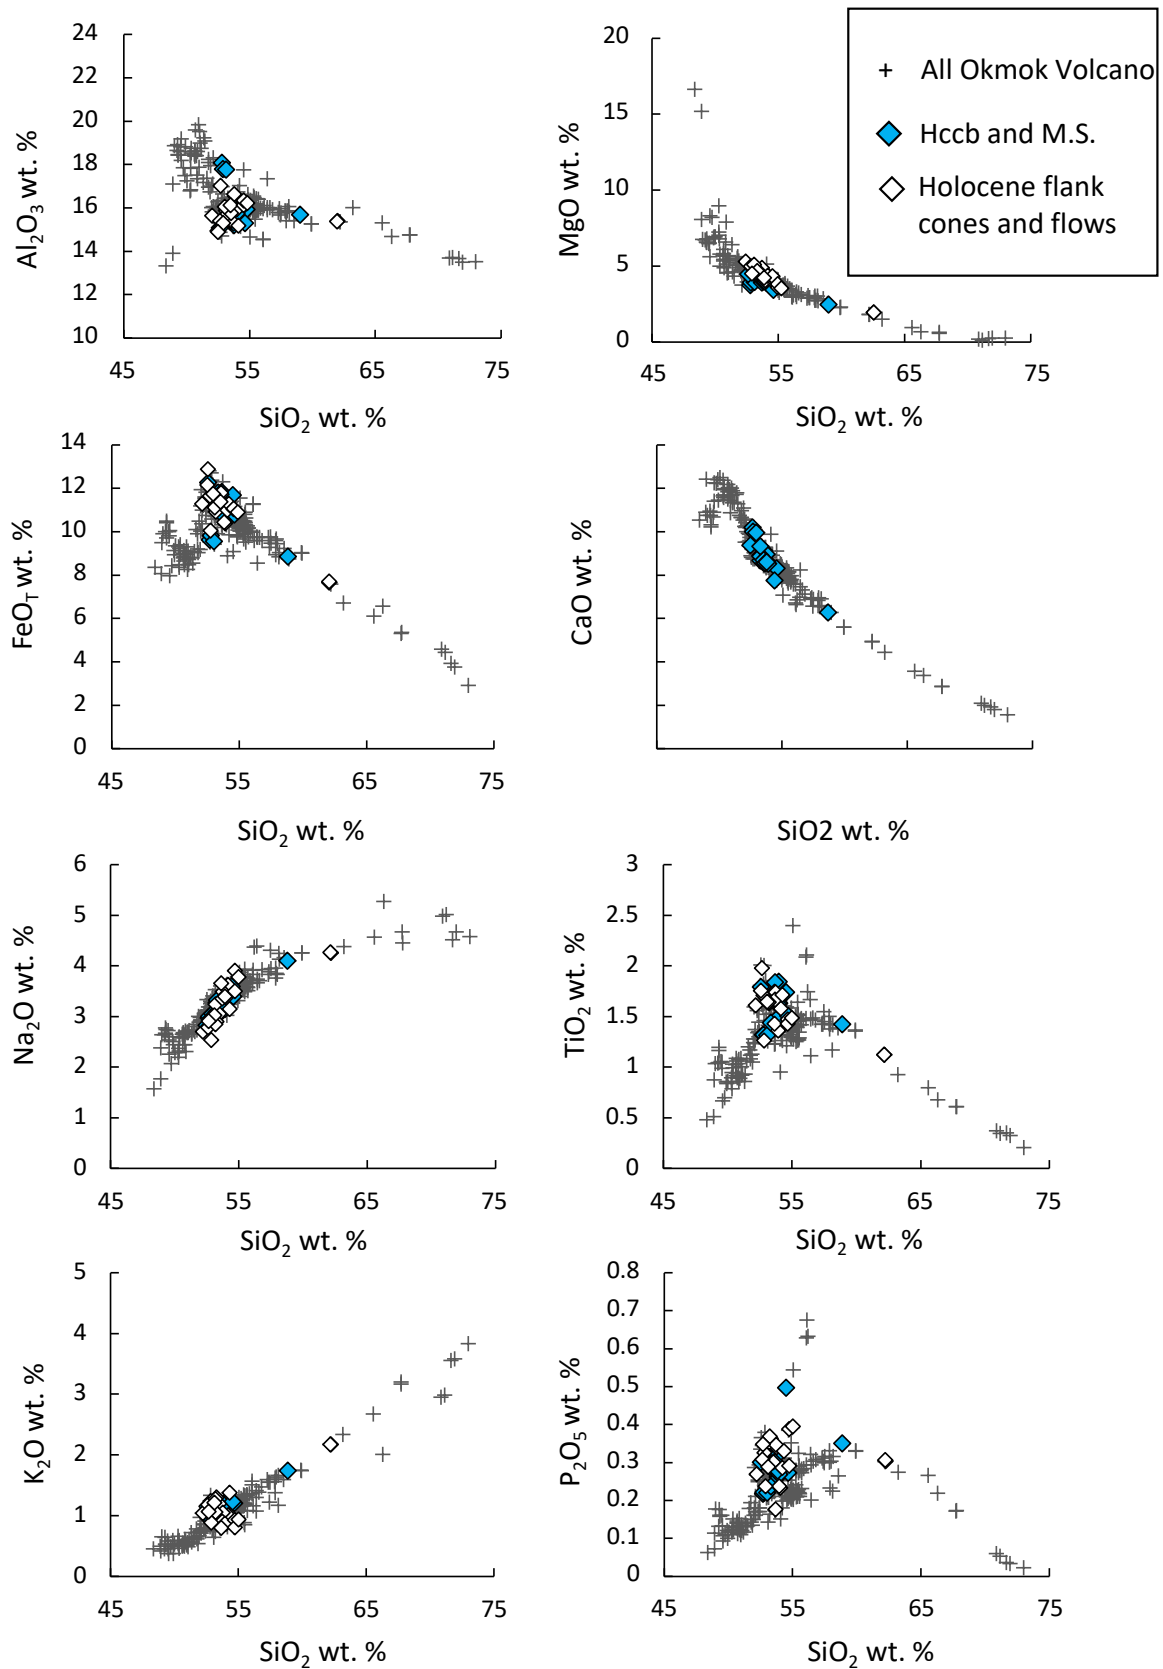 24
22
20
18
16
14
12
10
Al₂O₃ wt. %
45 55 65 75
SiO₂ wt. %
20
15
10
5
0
MgO wt. %
45 55 65 75
SiO₂ wt. %
All Okmok Volcano
Hccb and M.S.
Holocene flank
cones and flows
14
12
10
8
6
4
2
0
FeO_T wt. %
45 55 65 75
SiO₂ wt. %
CaO wt. %
SiO2 wt. %
6
5
4
3
2
1
0
Na₂O wt. %
45 55 65 75
SiO₂ wt. %
3
2.5
2
1.5
1
0.5
0
TiO₂ wt. %
45 55 65 75
SiO₂ wt. %
5
4
3
2
1
0
K₂O wt. %
45 55 65 75
SiO₂ wt. %
0.8
0.7
0.6
0.5
0.4
0.3
0.2
0.1
0
P₂O₅ wt. %
45 55 65 75
SiO₂ wt. %